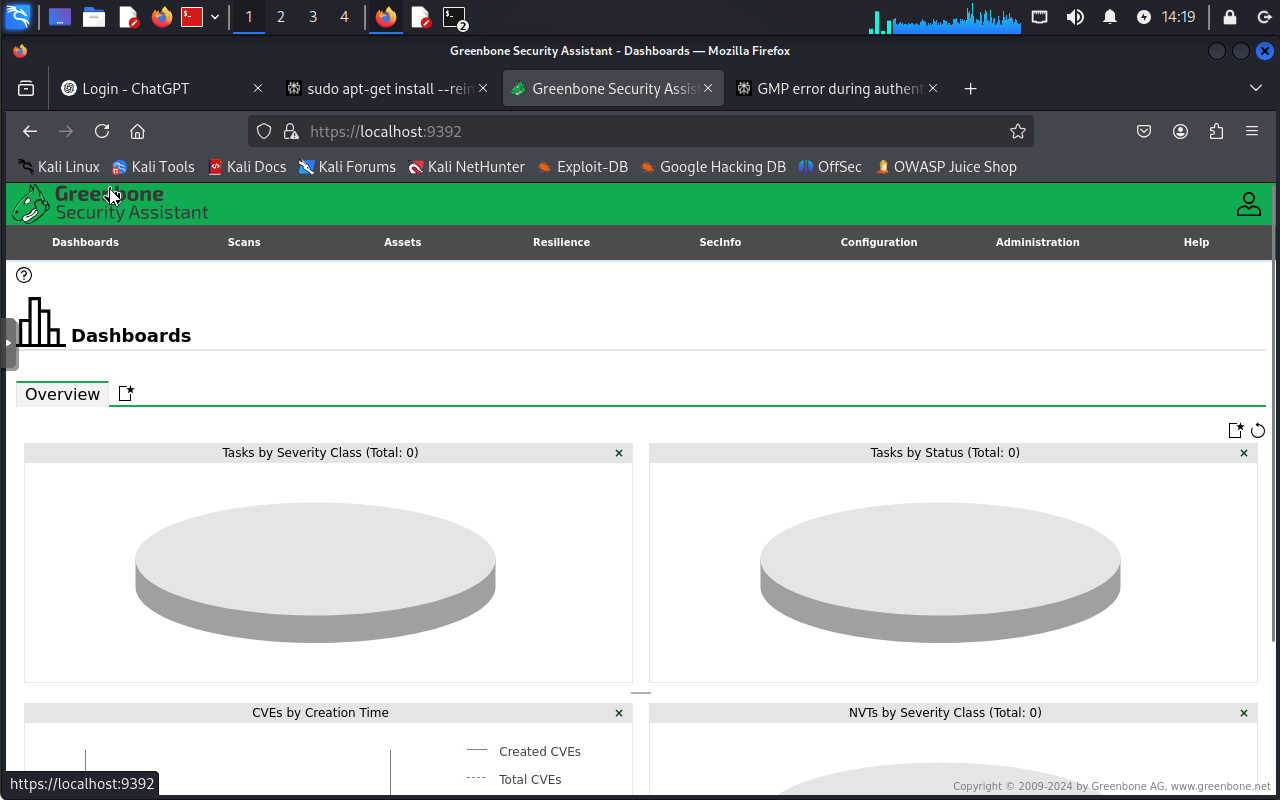 1 2 3 4 2 14:19
Greenbone Security Assistant - Dashboards — Mozilla Firefox
Login - ChatGPT sudo apt-get install --rein Greenbone Security Assis GMP error during authent
https://localhost:9392
Kali Linux Kali Tools Kali Docs Kali Forums Kali NetHunter Exploit-DB Google Hacking DB OffSec OWASP Juice Shop
Greenbone
Security Assistant
Dashboards Scans Assets Resilience SecInfo Configuration Administration Help
Dashboards
Overview
Tasks by Severity Class (Total: 0) Tasks by Status (Total: 0)
CVEs by Creation Time NVTs by Severity Class (Total: 0)
Created CVEs
Total CVEs
https://localhost:9392 Copyright © 2009-2024 by Greenbone AG, www.greenbone.net